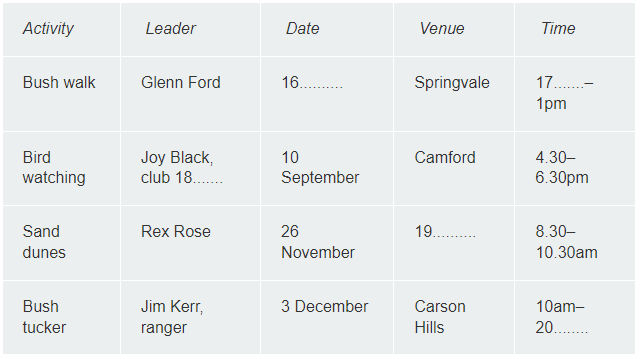 Activity Leader Date Venue Time
Bush walk Glenn Ford 16.......... Springvale 17.......–
1pm
Bird Joy Black, 10 Camford 4.30–
watching club 18....... September 6.30pm
Sand Rex Rose 26 19.......... 8.30–
dunes November 10.30am
Bush Jim Kerr, 3 December Carson 10am–
tucker ranger Hills 20........